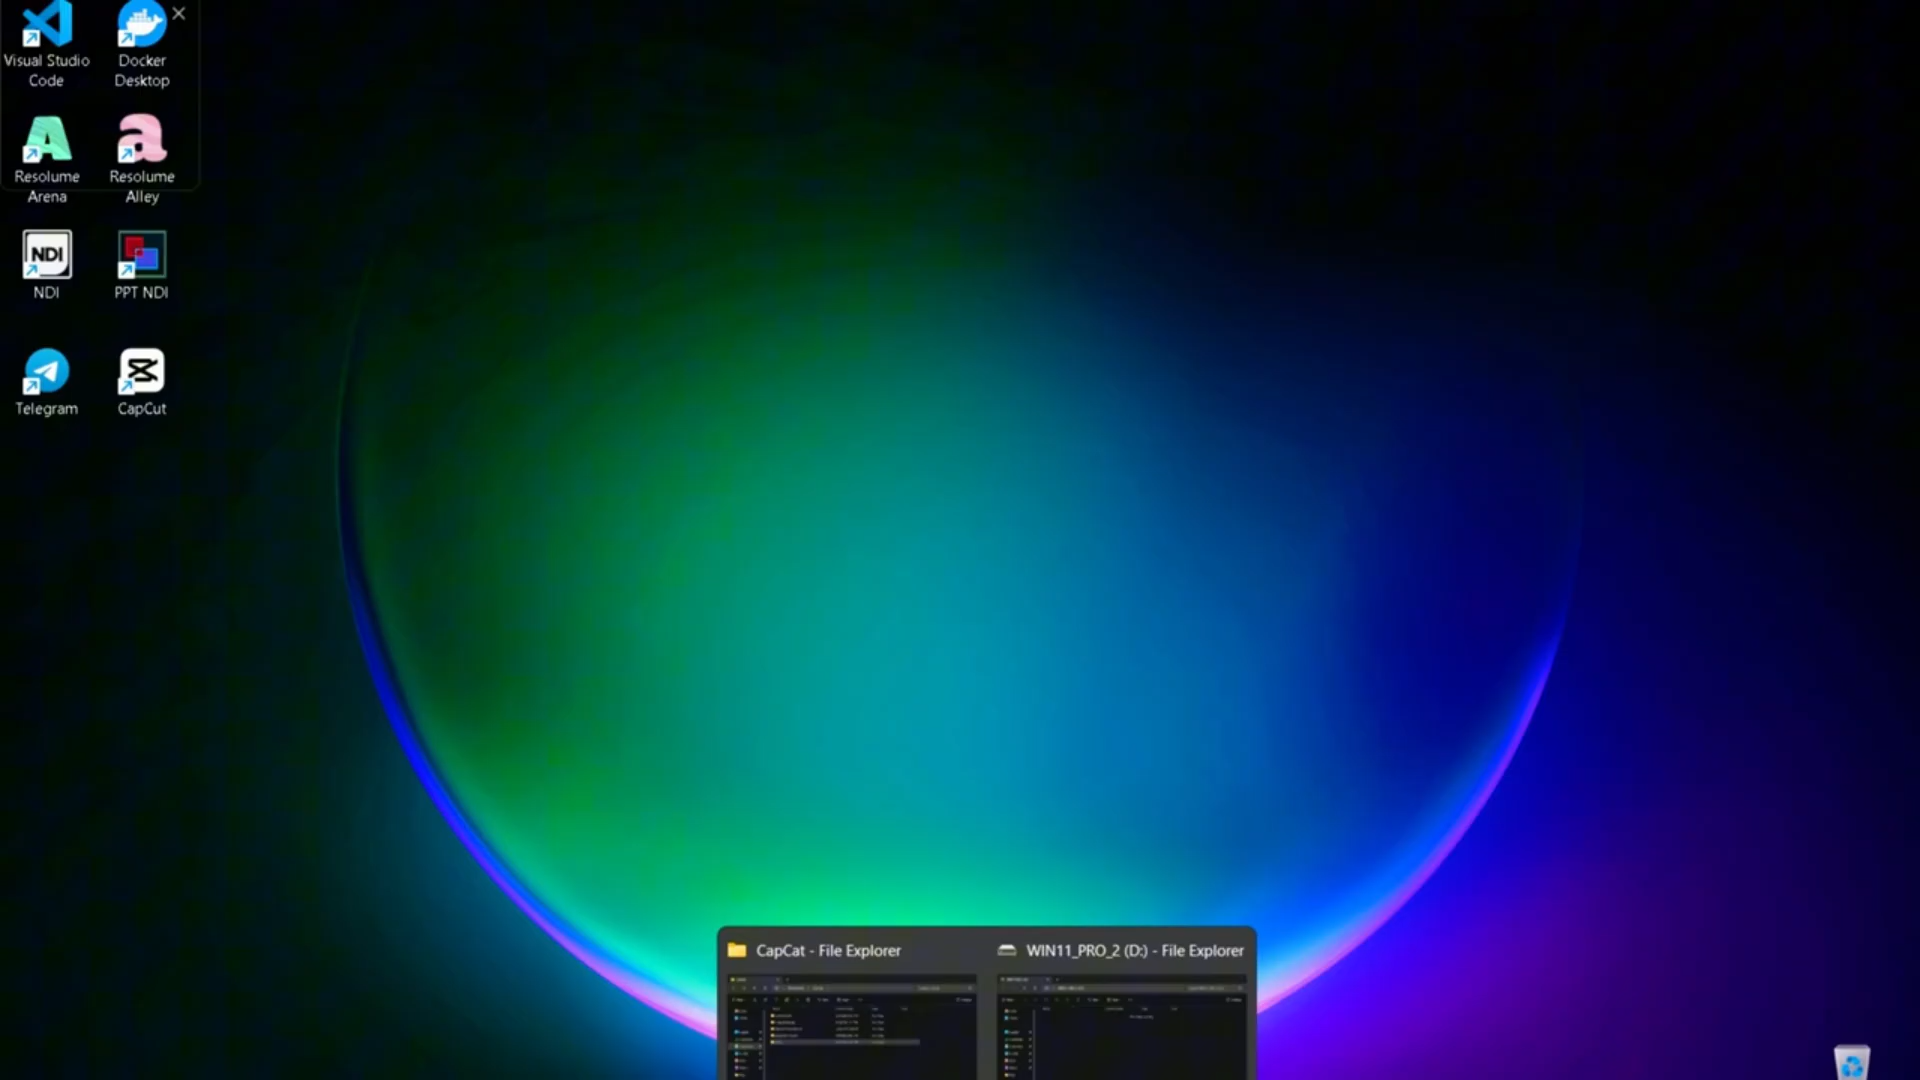 Visual Studio
Code
Docker
Desktop
Resolume
Arena
Resolume
Alley
NDI
NDI
PPT NDI
Telegram
CapCut
CapCat - File Explorer
WIN11_PRO_2 (D:) - File Explorer